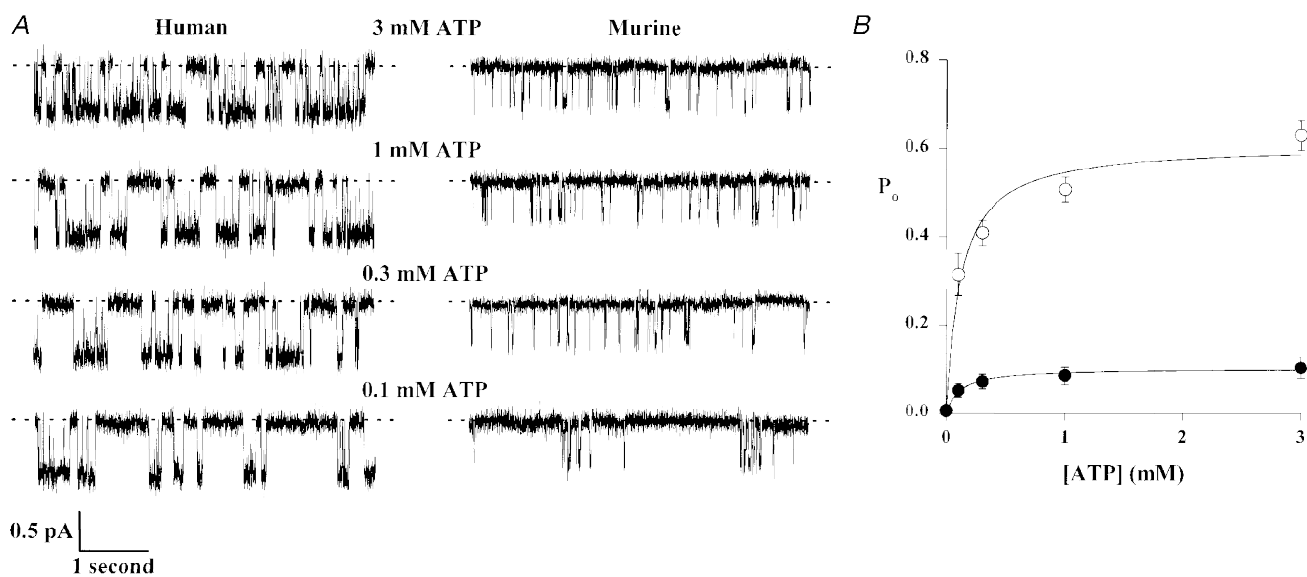 A
Human
3 mM ATP
Murine
1 mM ATP
0.3 mM ATP
0.1 mM ATP
0.5 pA
1 second
B
0.8
0.6
Po
0.4
0.2
0.0
0
1
2
3
[ATP] (mM)